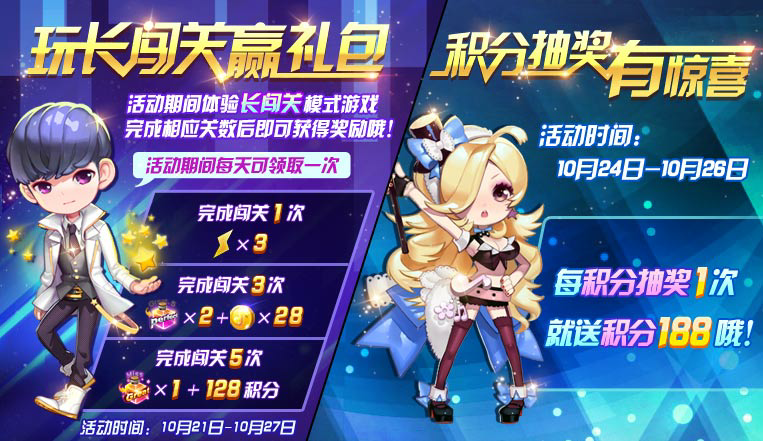 玩长闯关赢礼包
活动期间体验长闯关模式游戏
完成相应关数后即可获得奖励哦!
活动期间每天可领取一次
完成闯关1次
×3
完成闯关3次
Perfect ×2+ ×28
完成闯关5次
Miss ×1+128积分
活动时间：10月21日-10月27日
积分抽奖有惊喜
活动时间：
10月24日-10月26日
每积分抽奖1次
就送积分188哦!